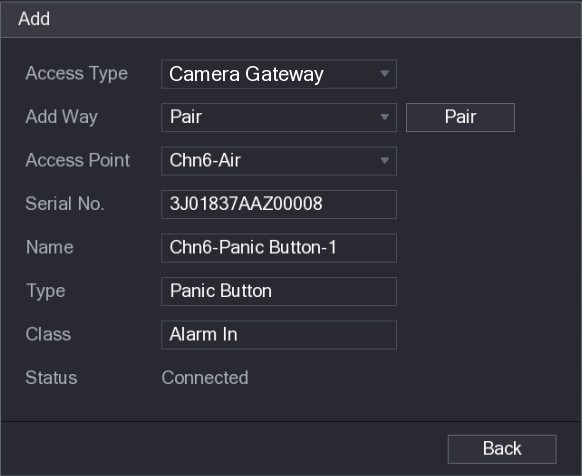 Add
Access Type Camera Gateway
Add Way Pair Pair
Access Point Chn6-Air
Serial No. 3J01837AAZ00008
Name Chn6-Panic Button-1
Type Panic Button
Class Alarm In
Status Connected
Back